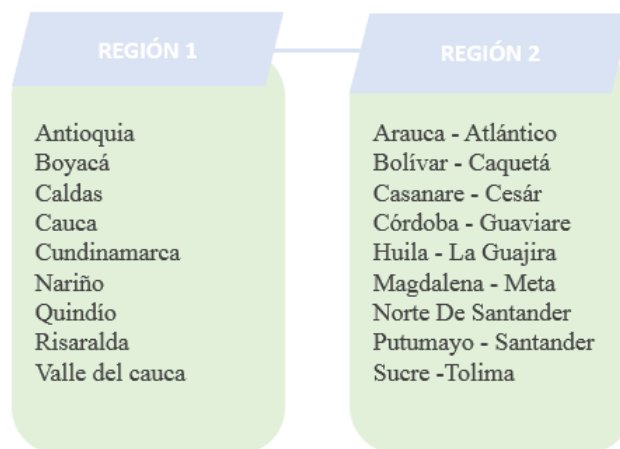 REGIÓN 1
Antioquia
Boyacá
Caldas
Cauca
Cundinamarca
Nariño
Quindío
Risaralda
Valle del cauca
REGIÓN 2
Arauca - Atlántico
Bolívar - Caquetá
Casanare - Cesár
Córdoba - Guaviare
Huila - La Guajira
Magdalena - Meta
Norte De Santander
Putumayo - Santander
Sucre -Tolima